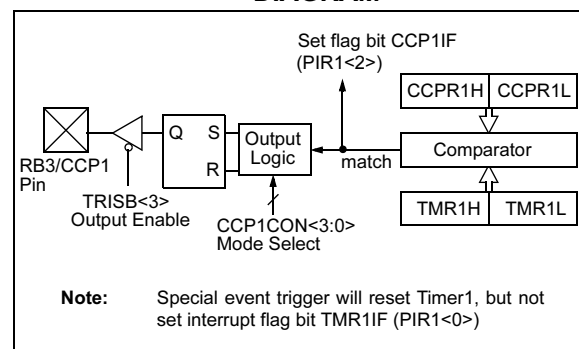 Set flag bit CCP1IF
(PIR1<2>)
CCPR1H CCPR1L
Q S Output
Logic
R
match
Comparator
RB3/CCP1
Pin
TRISB<3>
Output Enable
CCP1CON<3:0>
Mode Select
TMR1H TMR1L
Note: Special event trigger will reset Timer1, but not
set interrupt flag bit TMR1IF (PIR1<0>)